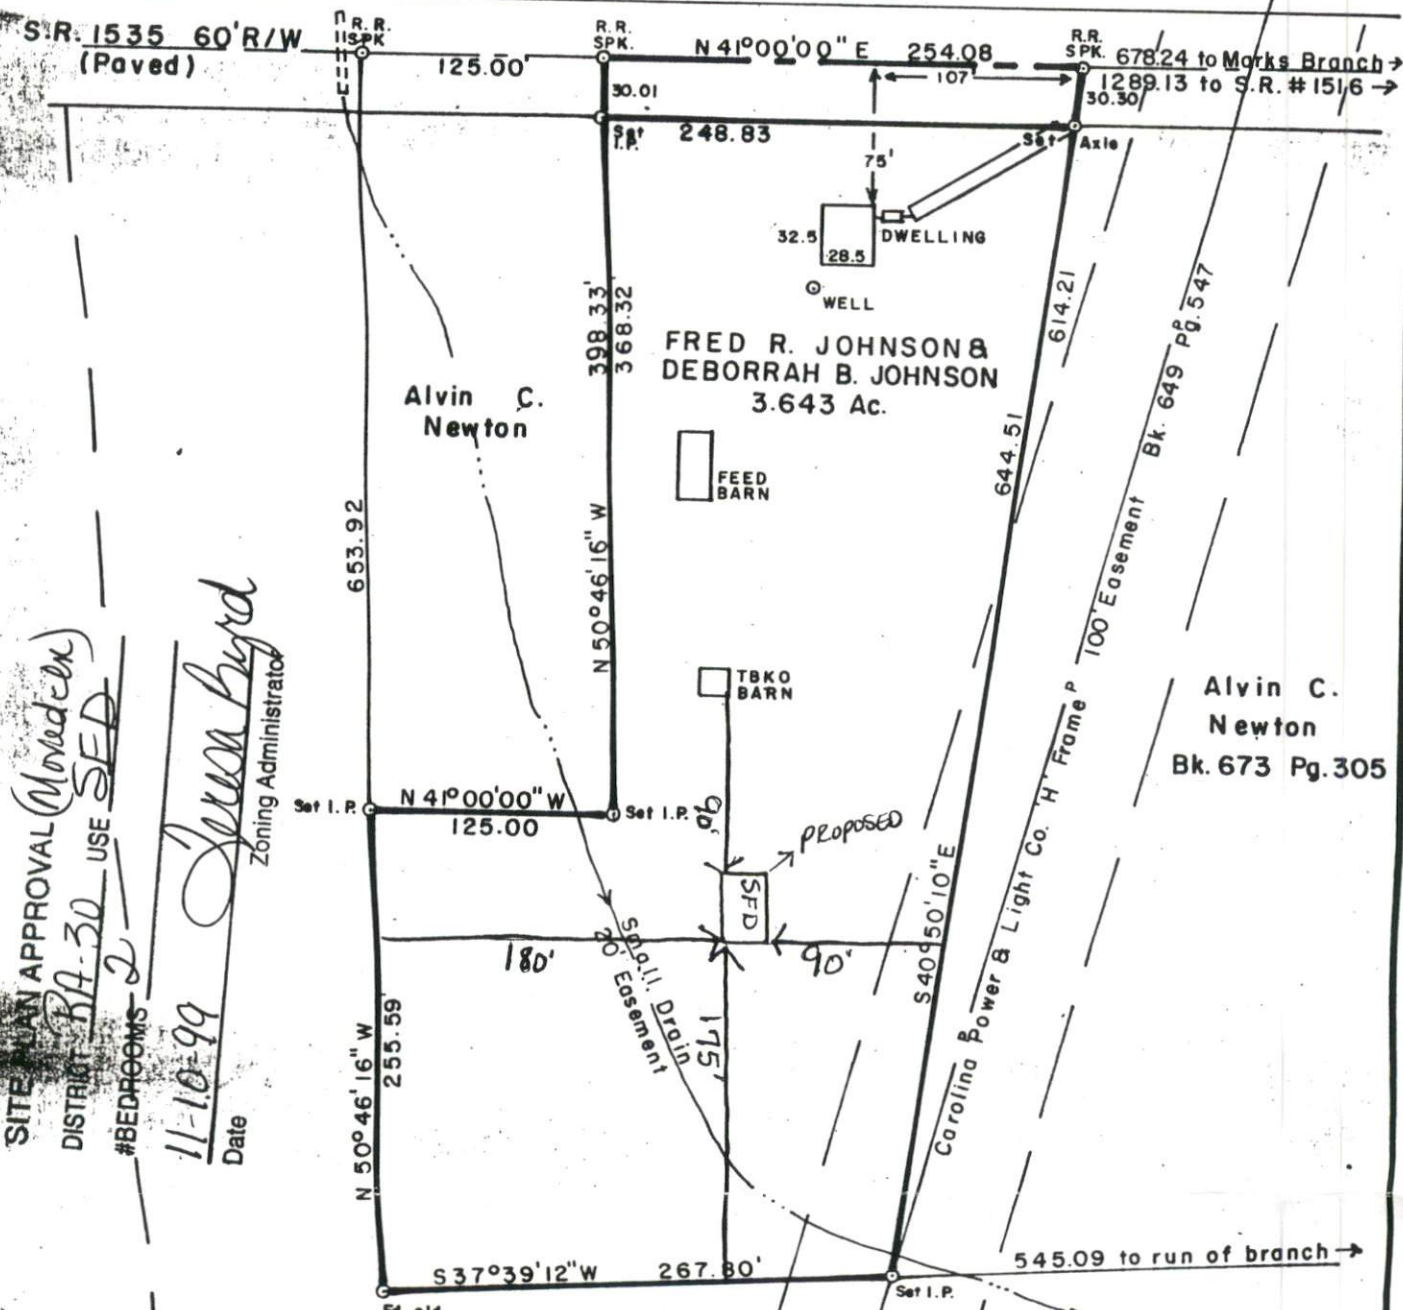 S.R. 1535 60'R/W
(Paved)
R.R.
SPK
125.00'
R.R.
SPK.
N 41°00'00" E 254.08
R.R.
SPK.
678.24 to Marks Branch
1289.13 to S.R. #1516
107
30.01
30.30
Set
I.P.
248.83
Set Axle
75'
32.5
28.5
DWELLING
WELL
398.33'
368.32
614.21
Bk. 649 Pg. 547
FRED R. JOHNSON &
DEBORRAH B. JOHNSON
3.643 Ac.
Alvin C.
Newton
644.51
FEED
BARN
653.92
N 50°46'16" W
100' Easement
TBKO
BARN
Alvin C.
Newton
Bk. 673 Pg. 305
P
'H' Frame
Carolina Power & Light Co.
Set I.P.
N 41°00'00" W
125.00
Set I.P.
90'
PROPOSED
SFD
S 40°50'10" E
180'
90'
Small Drain
20' Easement
175'
N 50°46'16" W
255.59'
S 37°39'12" W 267.80'
Set I.P.
545.09 to run of branch
SITE PLAN APPROVAL
DISTRICT RA-30 USE SFD
#BEDROOMS 2
11-10-99 Teresa Byrd
Date Zoning Administrator